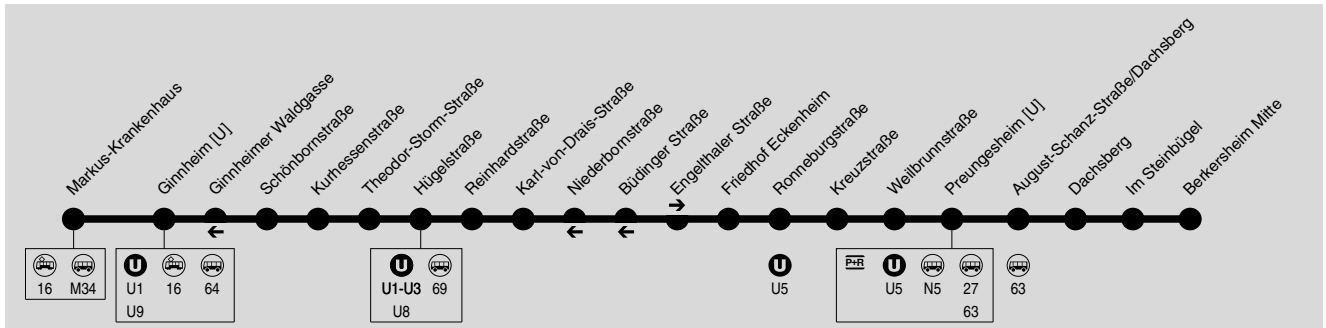 Markus-Krankenhaus
Ginnheim [U]
Ginnheimer Waldgasse
Schönbornstraße
Kurhessenstraße
Theodor-Storm-Straße
Hügelstraße
Reinhardstraße
Karl-von-Drais-Straße
Niederbornstraße
Büdinger Straße
Engelthaler Straße
Friedhof Eckenheim
Ronneburgstraße
Kreuzstraße
Weilbrunnstraße
Preungesheim [U]
August-Schanz-Straße/Dachsberg
Dachsberg
Im Steinbügel
Berkersheim Mitte
16 M34
U
U1 16 64
U9
U
U1-U3 69
U8
U
U5
P+R U
U5 N5 27
63
63